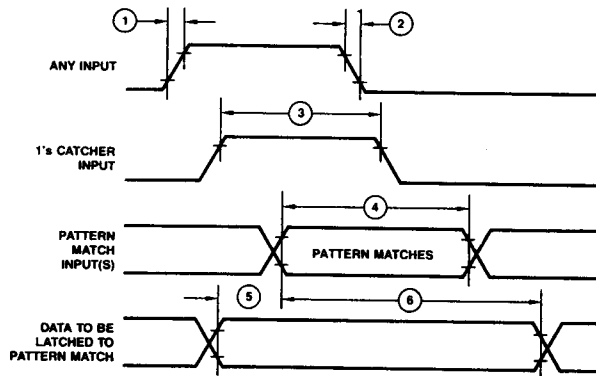 1
2
ANY INPUT
3
1's CATCHER
INPUT
4
PATTERN
MATCH
INPUT(S)
PATTERN MATCHES
5
6
DATA TO BE
LATCHED TO
PATTERN MATCH